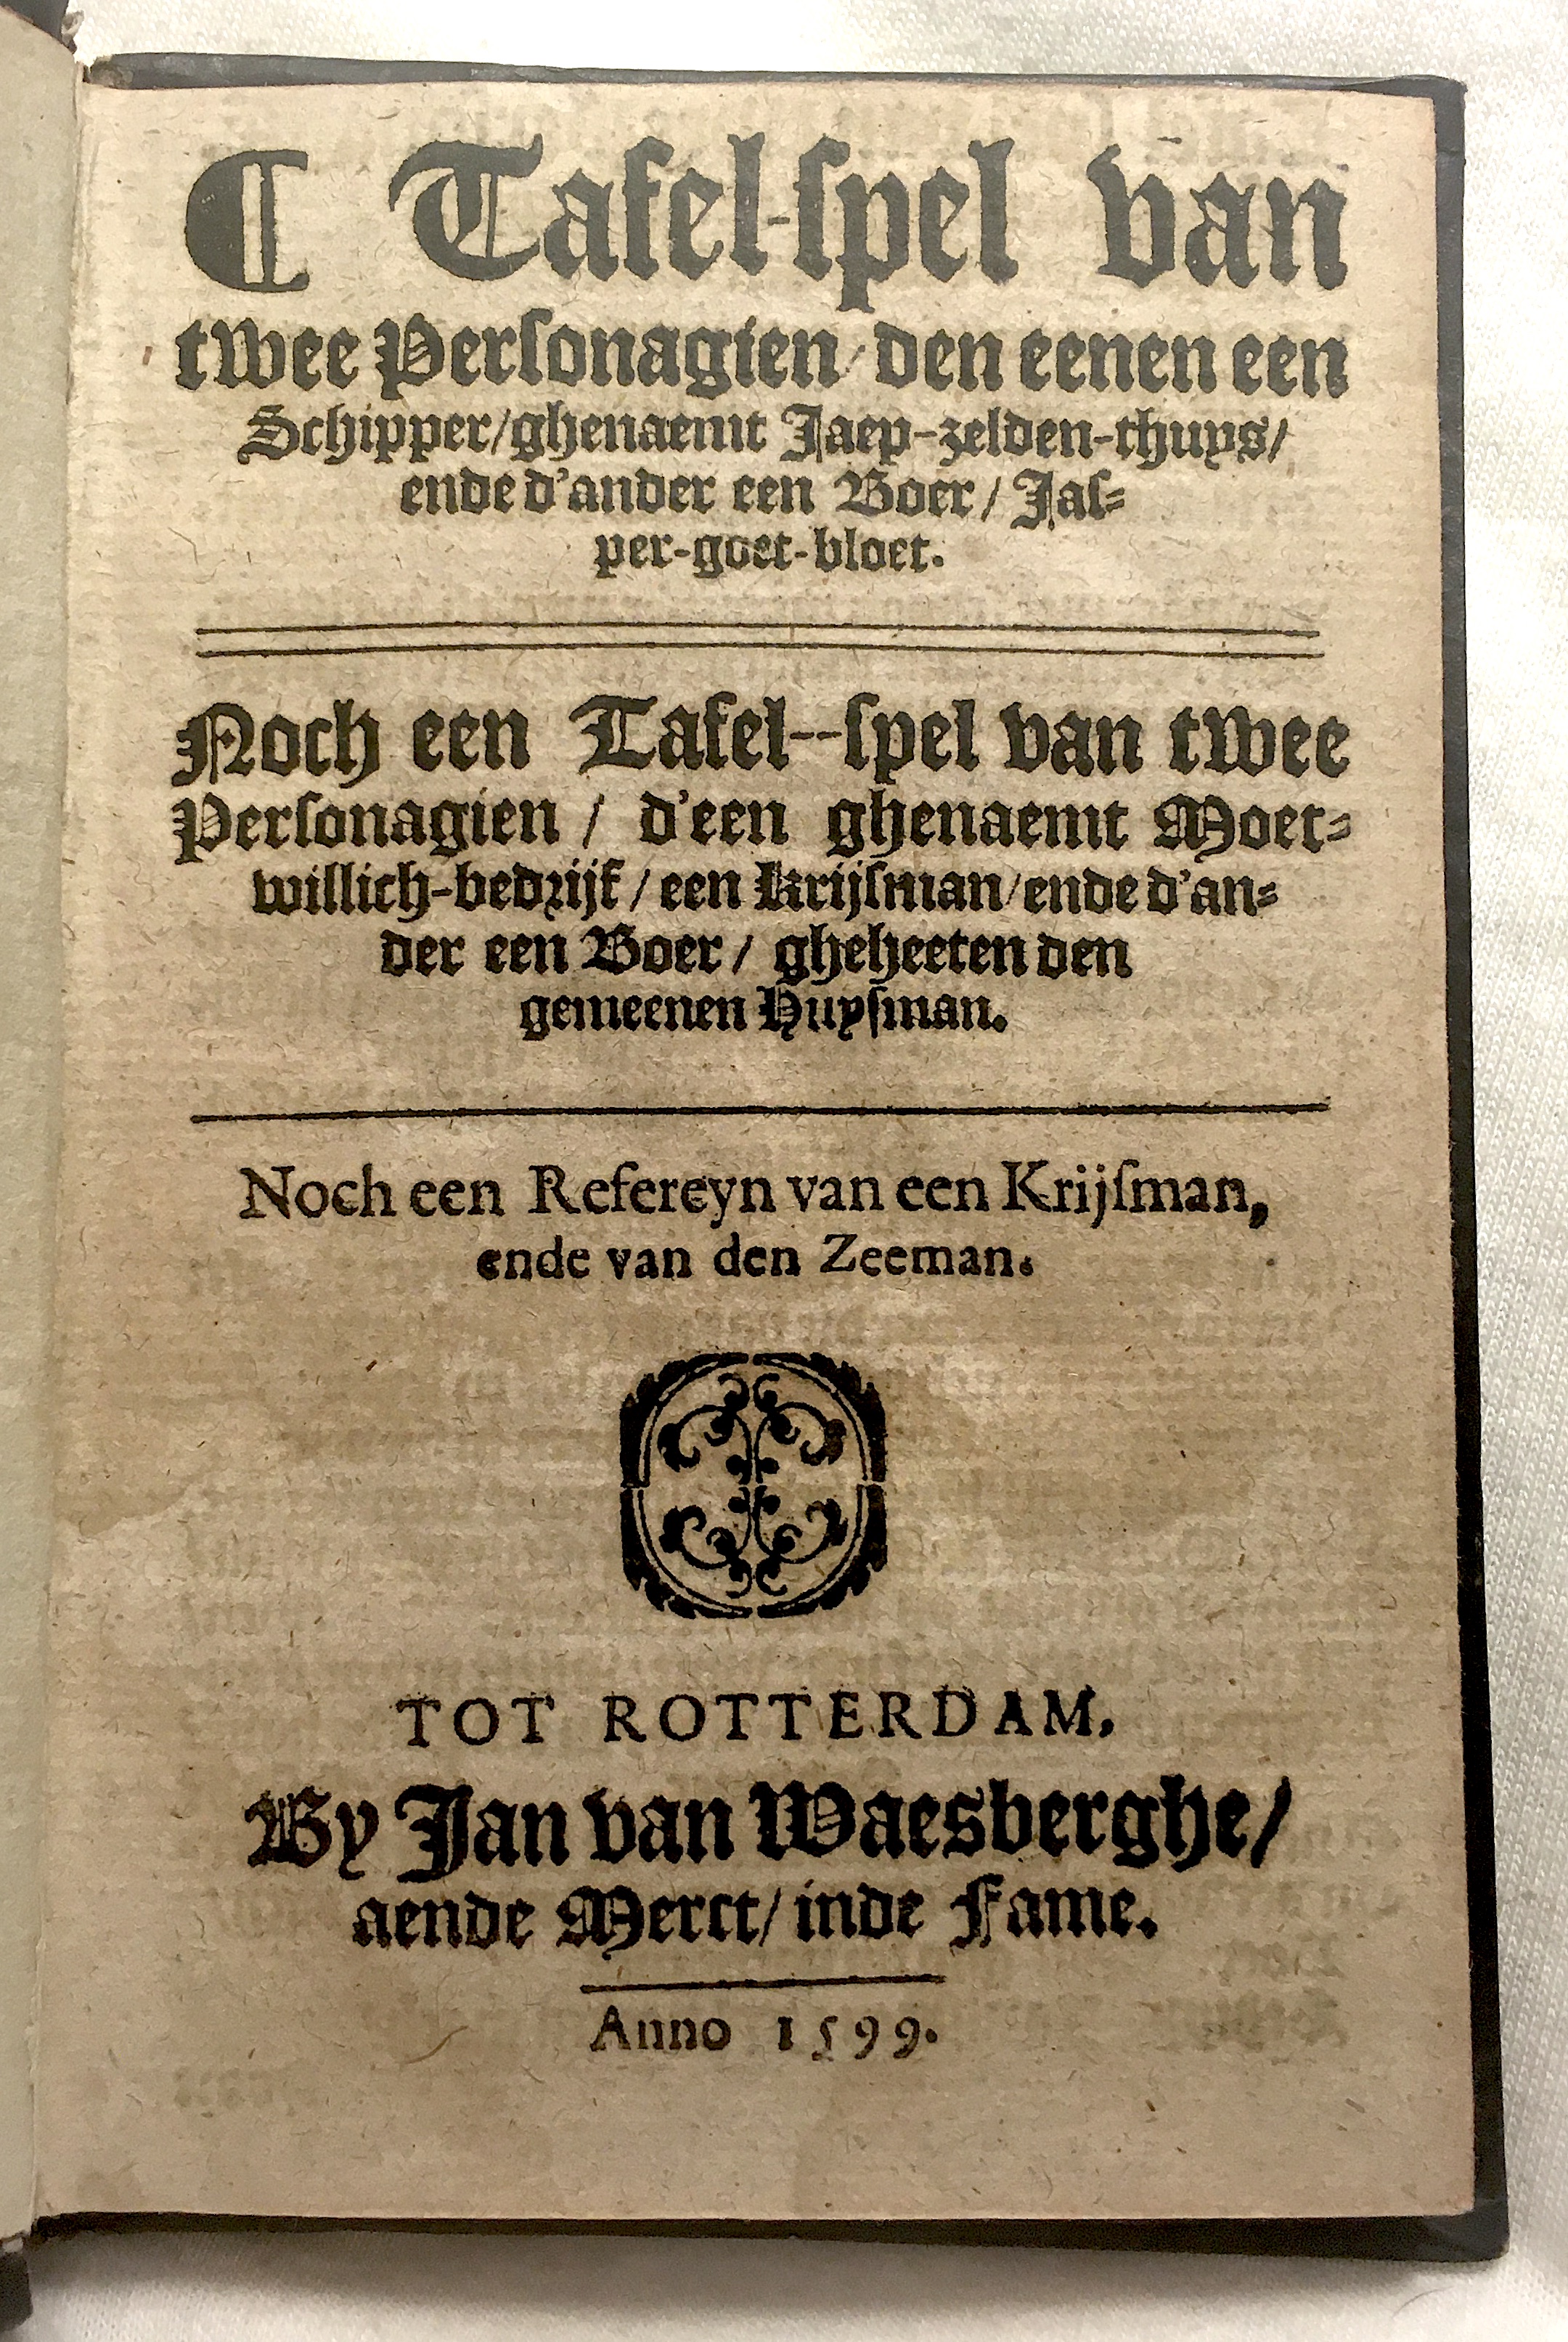 ⁋ Tafel-ſpel van
twee Perſonagien/ den eenen een
Schipper/ghenaemt Jaep-zelden-thuys/
ende d'ander een Boer/ Jaſ⸗
per-goet-bloet.
Noch een Tafel--ſpel van twee
Perſonagien / d'een ghenaemt Moet⸗
willich-bedꝛijf / een Krijſman/ende d'an⸗
der een Boer/ gheheeten den
gemeenen Huyſman.
Noch een Refereyn van een Krijſman,
ende van den Zeeman.
TOT ROTTERDAM,
By Jan van Waesberghe/
aende Merct/ inde Fame.
Anno 1599.